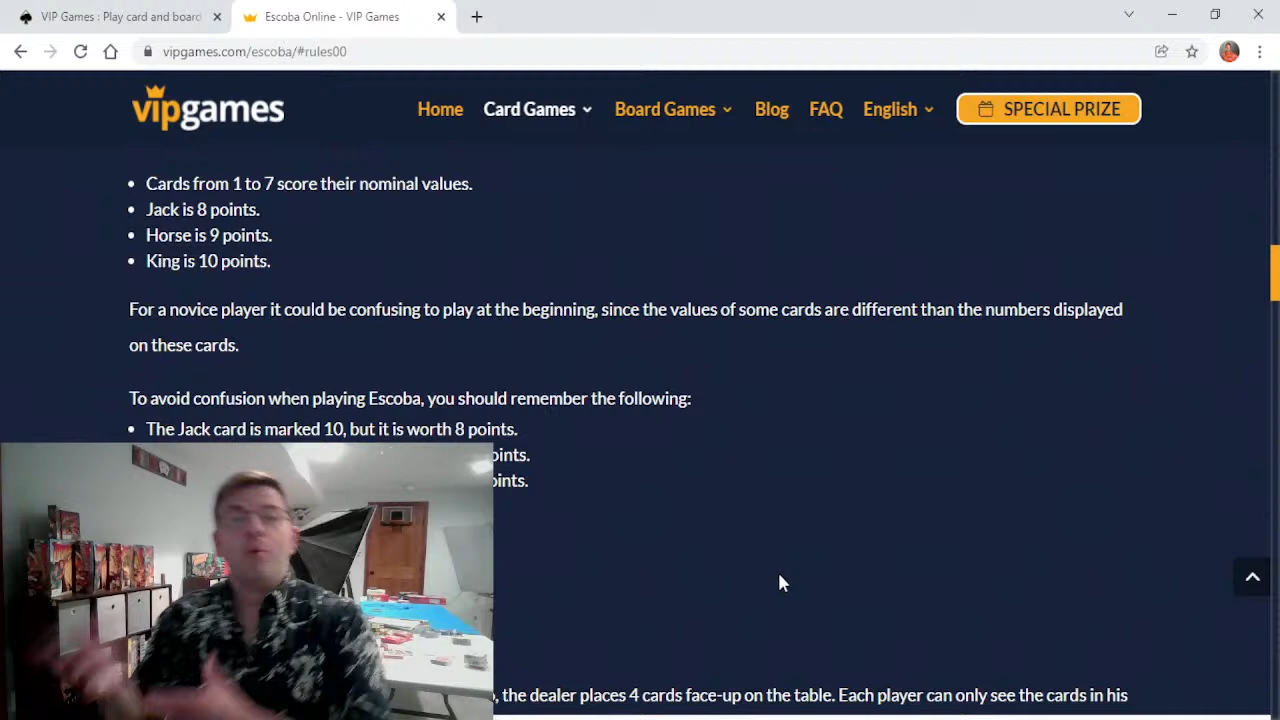 VIP Games : Play card and board
Escoba Online - VIP Games
vipgames.com/escoba/#rules00
vipgames
Home
Card Games
Board Games
Blog
FAQ
English
SPECIAL PRIZE
• Cards from 1 to 7 score their nominal values.
• Jack is 8 points.
• Horse is 9 points.
• King is 10 points.
For a novice player it could be confusing to play at the beginning, since the values of some cards are different than the numbers displayed
on these cards.
To avoid confusion when playing Escoba, you should remember the following:
• The Jack card is marked 10, but it is worth 8 points.
points.
points.
, the dealer places 4 cards face-up on the table. Each player can only see the cards in his